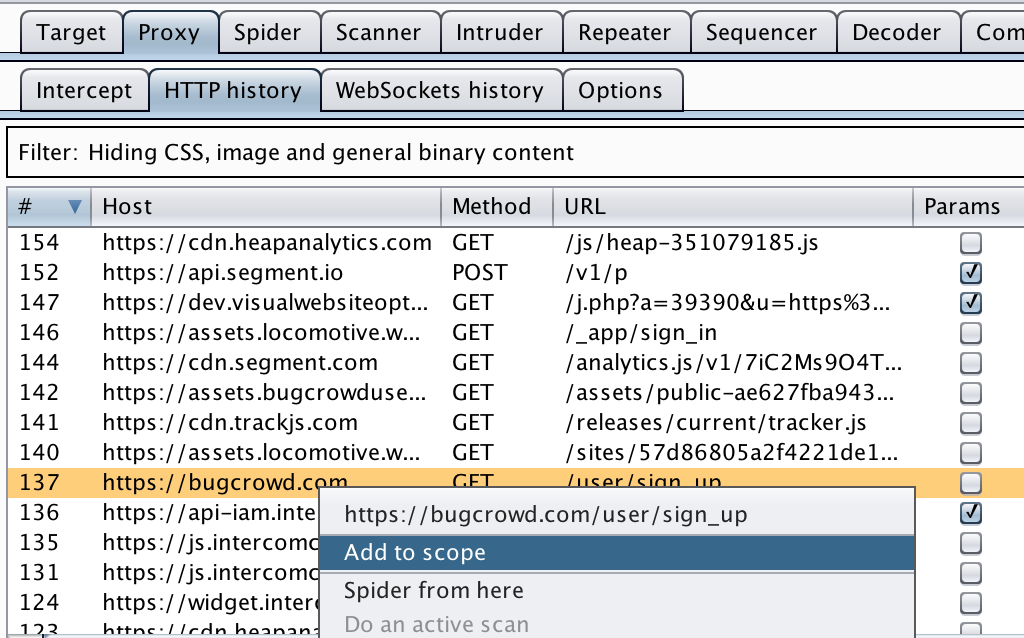 Target Proxy Spider Scanner Intruder Repeater Sequencer Decoder Com
Intercept HTTP history WebSockets history Options
Filter: Hiding CSS, image and general binary content
# Host Method URL Params
154 https://cdn.heapanalytics.com GET /js/heap-351079185.js
152 https://api.segment.io POST /v1/p
147 https://dev.visualwebsiteopt... GET /j.php?a=39390&u=https%3...
146 https://assets.locomotive.w... GET /_app/sign_in
144 https://cdn.segment.com GET /analytics.js/v1/7iC2Ms9O4T...
142 https://assets.bugcrowduse... GET /assets/public-ae627fba943...
141 https://cdn.trackjs.com GET /releases/current/tracker.js
140 https://assets.locomotive.w... GET /sites/57d86805a2f4221de1...
137 https://bugcrowd.com GET /user/sign_up
136 https://api-iam.inte
https://bugcrowd.com/user/sign_up
135 https://js.intercomc
Add to scope
131 https://js.intercomc
Spider from here
124 https://widget.interc
Do an active scan
123 https://cdn.heapana